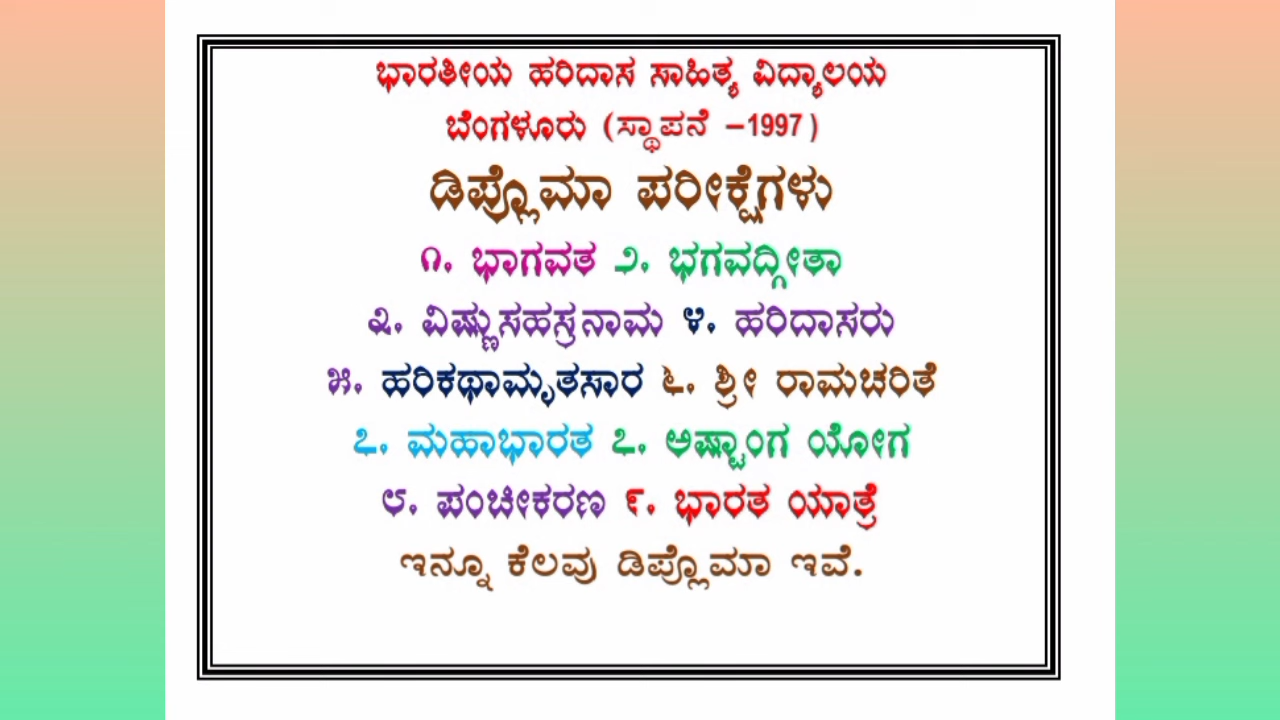 ಭಾರತೀಯ ಹರಿದಾಸ ಸಾಹಿತ್ಯ ವಿದ್ಯಾಲಯ
ಬೆಂಗಳೂರು (ಸ್ಥಾಪನೆ –1997)
ಡಿಪ್ಲೊಮಾ ಪರೀಕ್ಷೆಗಳು
೧. ಭಾಗವತ ೨. ಭಗವದ್ಗೀತಾ
೩. ವಿಷ್ಣುಸಹಸ್ರನಾಮ ೪. ಹರಿದಾಸರು
೫. ಹರಿಕಥಾಮೃತಸಾರ ೬. ಶ್ರೀ ರಾಮಚರಿತೆ
೭. ಮಹಾಭಾರತ ೭. ಅಷ್ಟಾಂಗ ಯೋಗ
೮. ಪಂಚೀಕರಣ ೯. ಭಾರತ ಯಾತ್ರೆ
ಇನ್ನೂ ಕೆಲವು ಡಿಪ್ಲೊಮಾ ಇವೆ.